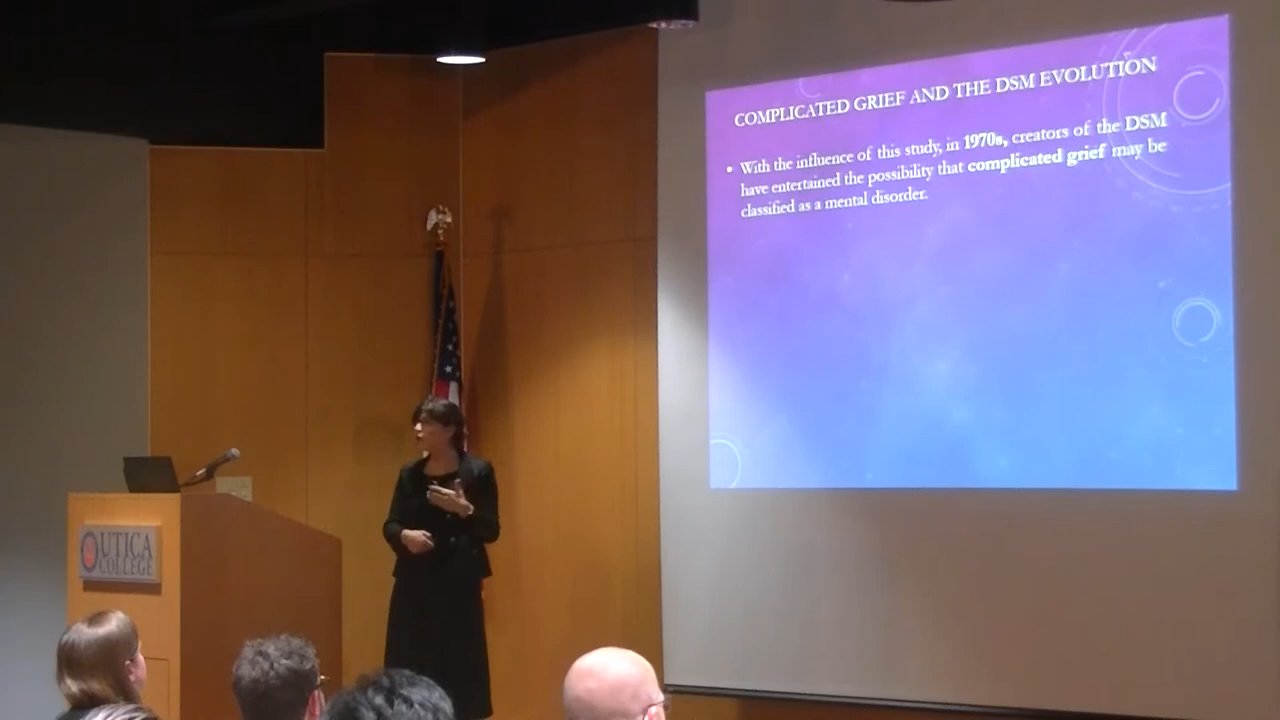 COMPLICATED GRIEF AND THE DSM EVOLUTION
• With the influence of this study, in 1970s, creators of the DSM
have entertained the possibility that complicated grief may be
classified as a mental disorder.
UTICA
COLLEGE